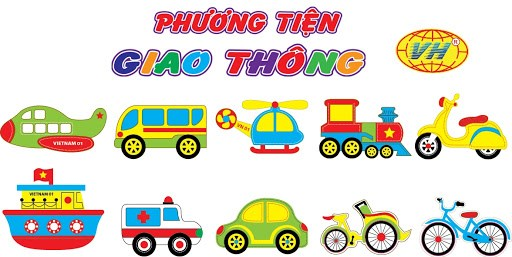 PHƯƠNG TIỆN
GIAO THÔNG
VH ®
VIETNAM 01
VN 01
VIETNAM 01